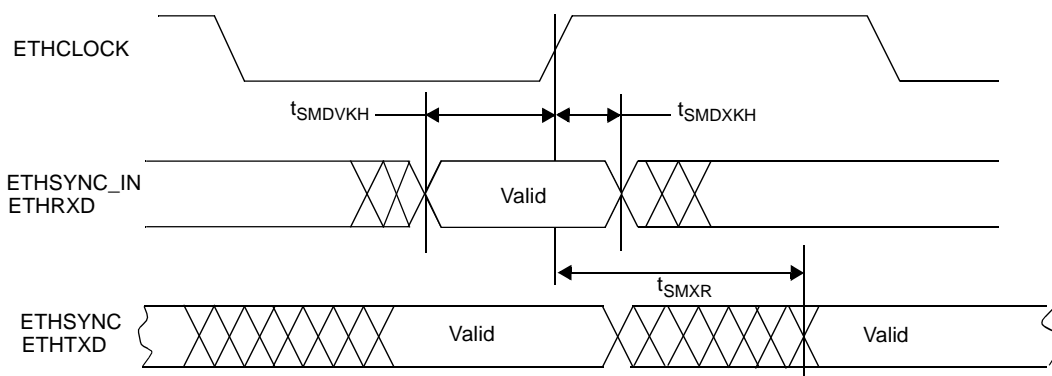 ETHCLOCK
tSMDVKH
tSMDXKH
ETHSYNC_IN
ETHRXD
Valid
tSMXR
ETHSYNC
ETHTXD
Valid
Valid